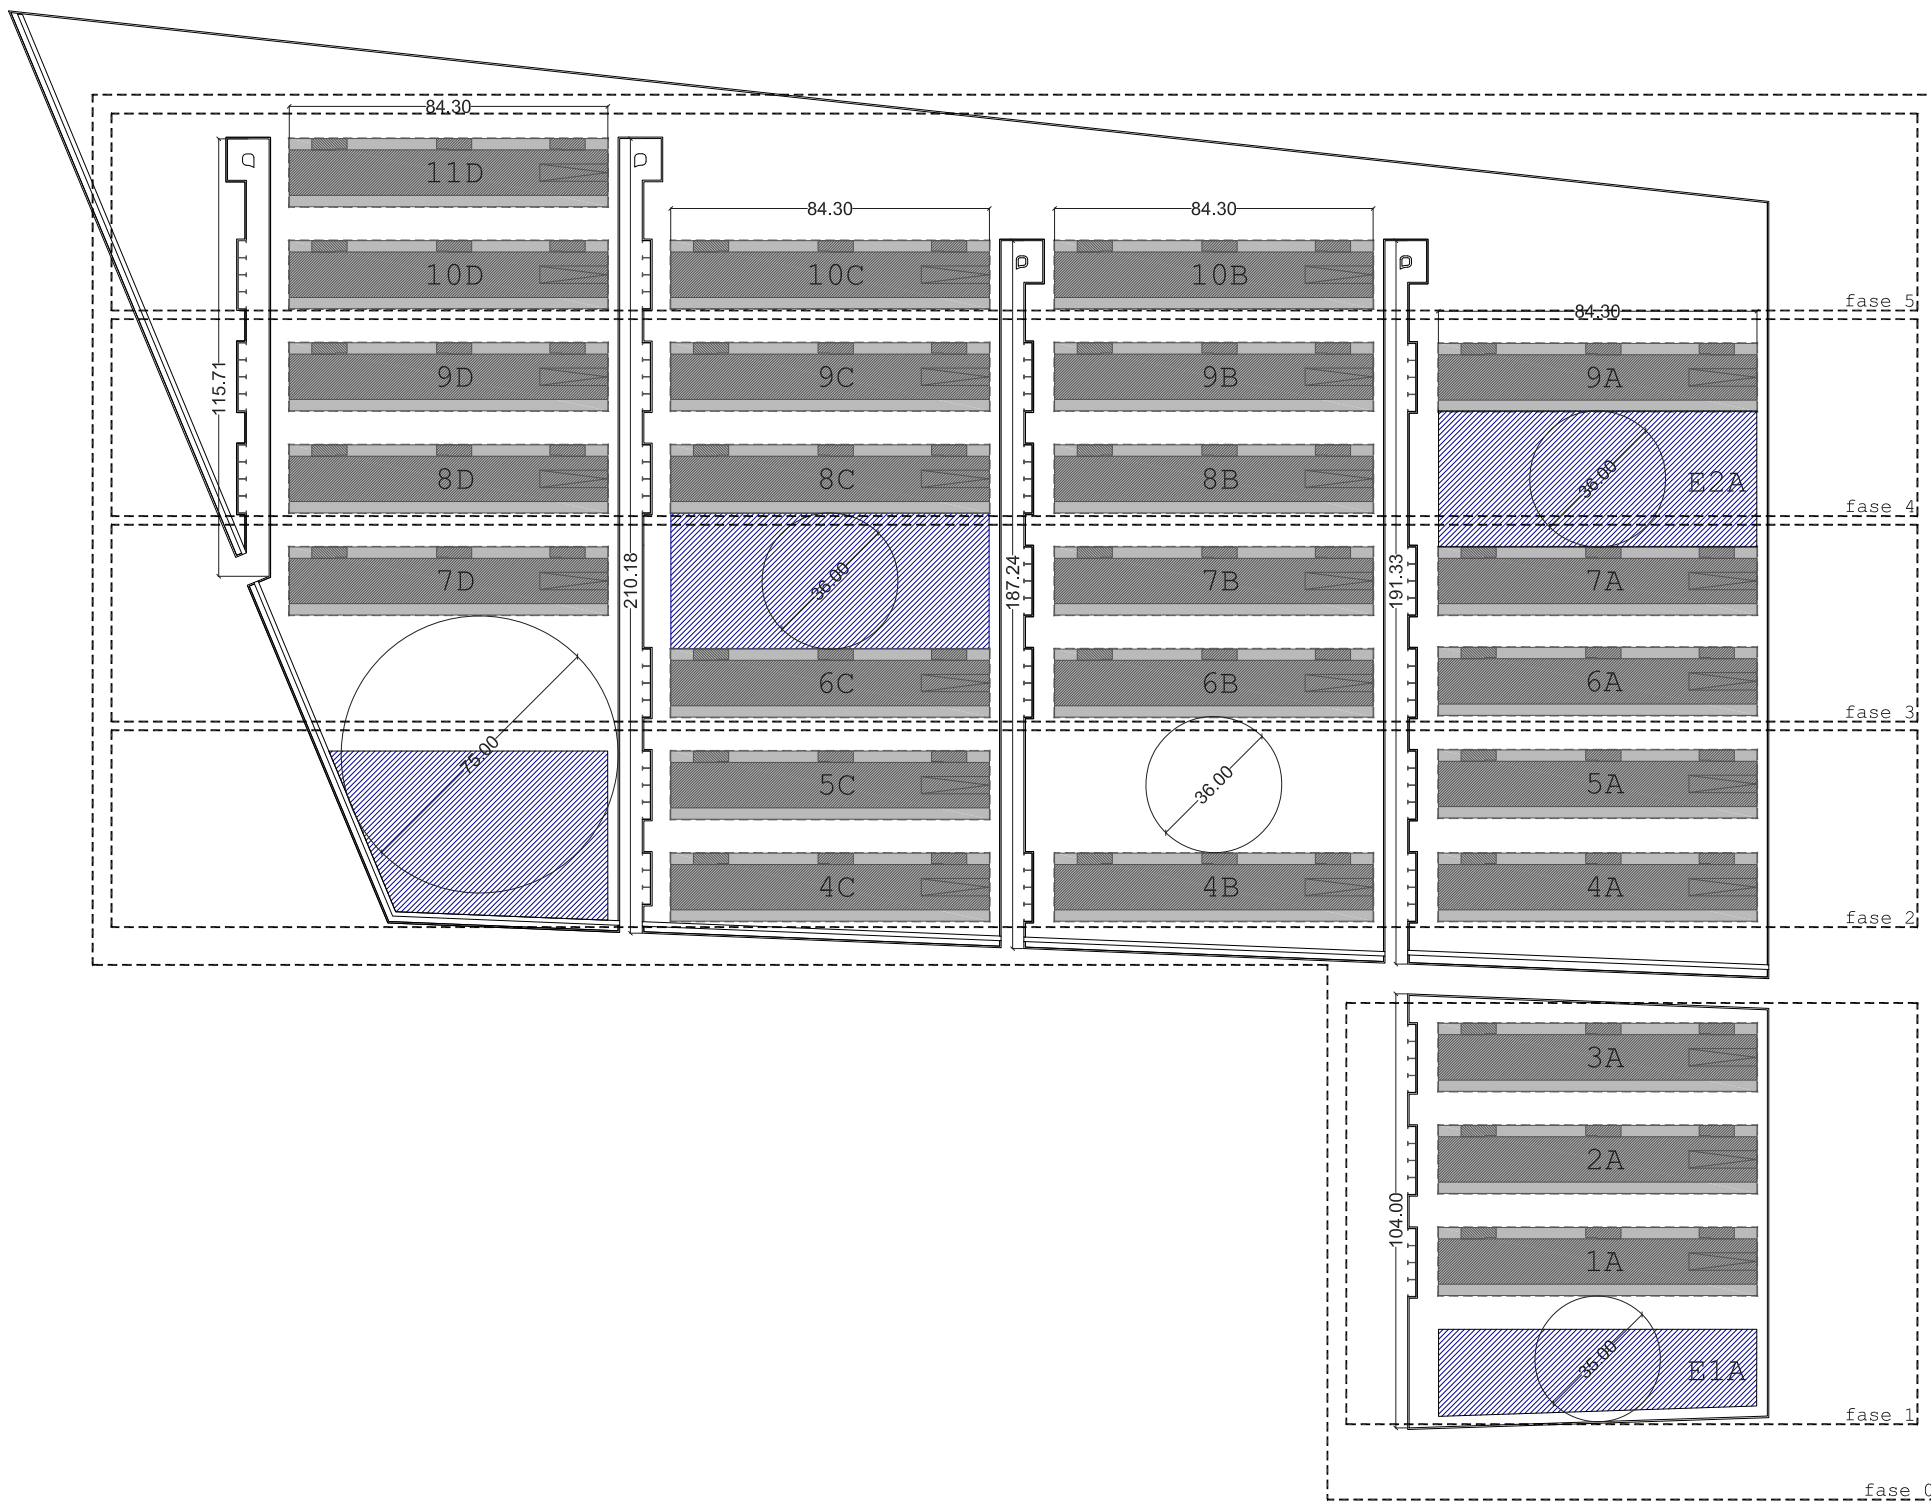 84.30
11D
84.30
84.30
10D
10C
10B
fase 5
84.30
115.71
9D
9C
9B
9A
8D
8C
8B
36.00
E2A
fase 4
210.18
187.24
191.33
7D
36.00
7B
7A
6C
6B
6A
fase 3
75.00
5C
36.00
5A
4C
4B
4A
fase 2
3A
2A
104.00
1A
35.00
E1A
fase 1
fase 0